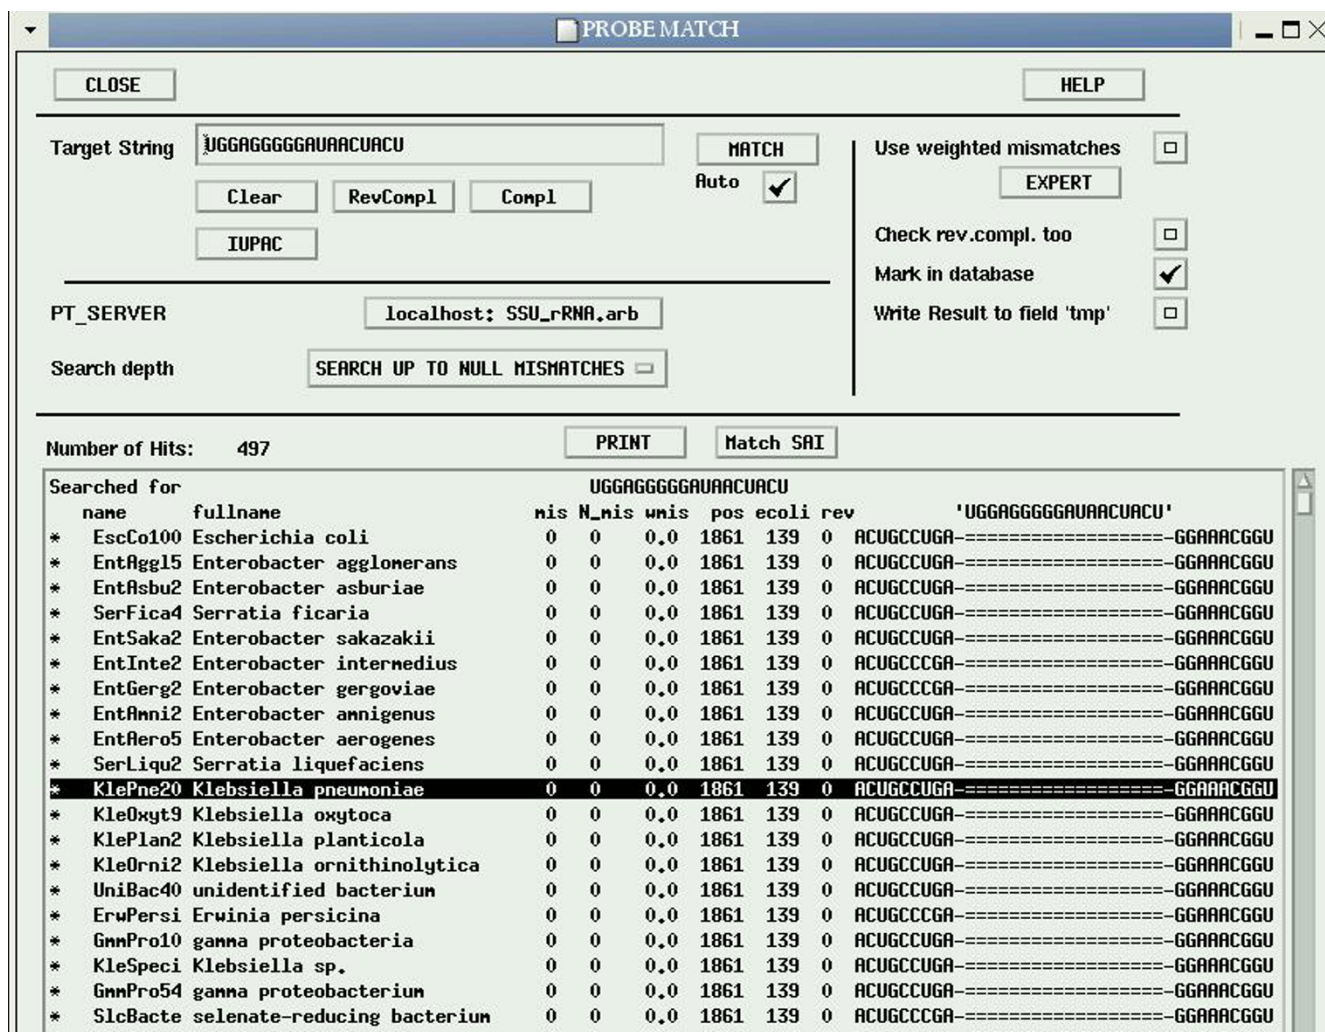 PROBE MATCH
CLOSE HELP
Target String UGGAGGGGGAUAACUACU MATCH Use weighted mismatches
Auto EXPERT
Clear RevCompl Compl
IUPAC Check rev.compl. too
Mark in database
PT_SERVER localhost: SSU_rRNA.arb Write Result to field 'tmp'
Search depth SEARCH UP TO NULL MISMATCHES
Number of Hits: 497 PRINT Match SAI
Searched for UGGAGGGGGAUAACUACU
name fullname mis N_mis wmis pos ecoli rev 'UGGAGGGGGAUAACUACU'
* EscCo100 Escherichia coli 0 0 0.0 1861 139 0 ACUGCCUGA-==================-GGAAACGGU
* EntAggl5 Enterobacter agglomerans 0 0 0.0 1861 139 0 ACUGCCUGA-==================-GGAAACGGU
* EntAsbu2 Enterobacter asburiae 0 0 0.0 1861 139 0 ACUGCCUGA-==================-GGAAACGGU
* SerFica4 Serratia ficaria 0 0 0.0 1861 139 0 ACUGCCUGA-==================-GGAAACGGU
* EntSaka2 Enterobacter sakazakii 0 0 0.0 1861 139 0 ACUGCCUGA-==================-GGAAACGGU
* EntInte2 Enterobacter intermedius 0 0 0.0 1861 139 0 ACUGCCCGA-==================-GGAAACGGU
* EntGerg2 Enterobacter gergoviae 0 0 0.0 1861 139 0 ACUGCCCGA-==================-GGAAACGGU
* EntAmni2 Enterobacter amnigenus 0 0 0.0 1861 139 0 ACUGCCUGA-==================-GGAAACGGU
* EntAero5 Enterobacter aerogenes 0 0 0.0 1861 139 0 ACUGCCUGA-==================-GGAAACGGU
* SerLiqu2 Serratia liquefaciens 0 0 0.0 1861 139 0 ACUGCCUGA-==================-GGAAACGGU
* KlePne20 Klebsiella pneumoniae 0 0 0.0 1861 139 0 ACUGCCUGA-==================-GGAAACGGU
* KleOxyt9 Klebsiella oxytoca 0 0 0.0 1861 139 0 ACUGCCUGA-==================-GGAAACGGU
* KlePlan2 Klebsiella planticola 0 0 0.0 1861 139 0 ACUGCCUGA-==================-GGAAACGGU
* KleOrni2 Klebsiella ornithinolytica 0 0 0.0 1861 139 0 ACUGCCUGA-==================-GGAAACGGU
* UniBac40 unidentified bacterium 0 0 0.0 1861 139 0 ACUGCCUGA-==================-GGAAACGGU
* ErwPersi Erwinia persicina 0 0 0.0 1861 139 0 ACUGCCCGA-==================-GGAAACGGU
* GmmPro10 gamma proteobacteria 0 0 0.0 1861 139 0 ACUGCCUGA-==================-GGAAACGGU
* KleSpeci Klebsiella sp. 0 0 0.0 1861 139 0 ACUGCCUGA-==================-GGAAACGGU
* GmmPro54 gamma proteobacterium 0 0 0.0 1861 139 0 ACUGCCUGA-==================-GGAAACGGU
* SlcBacte selenate-reducing bacterium 0 0 0.0 1861 139 0 ACUGCCCGA-==================-GGAAACGGU